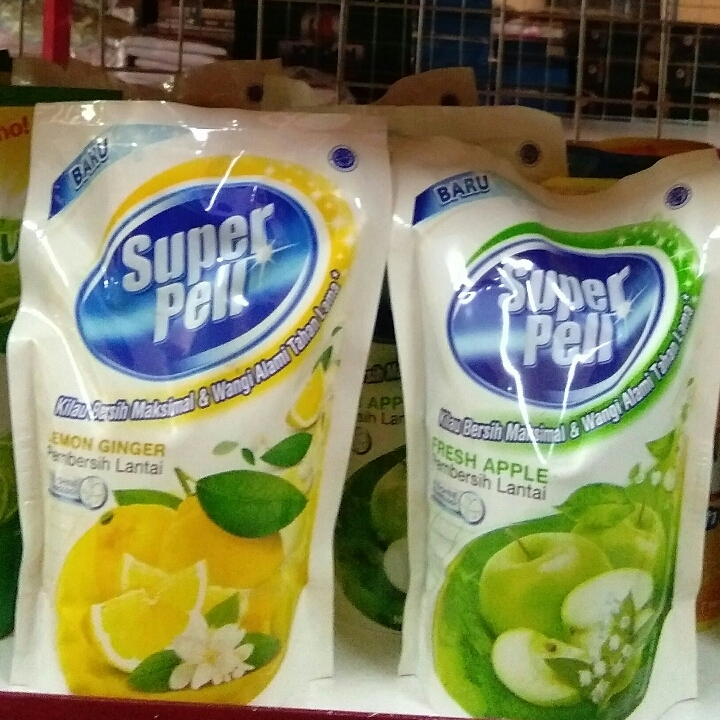 BARU
Super
Pell
Kilau Bersih Maksimal & Wangi Alami Tahan Lama*
LEMON GINGER
Pembersih Lantai
BARU
Super
Pell
Kilau Bersih Maksimal & Wangi Alami Tahan Lama*
FRESH APPLE
Pembersih Lantai